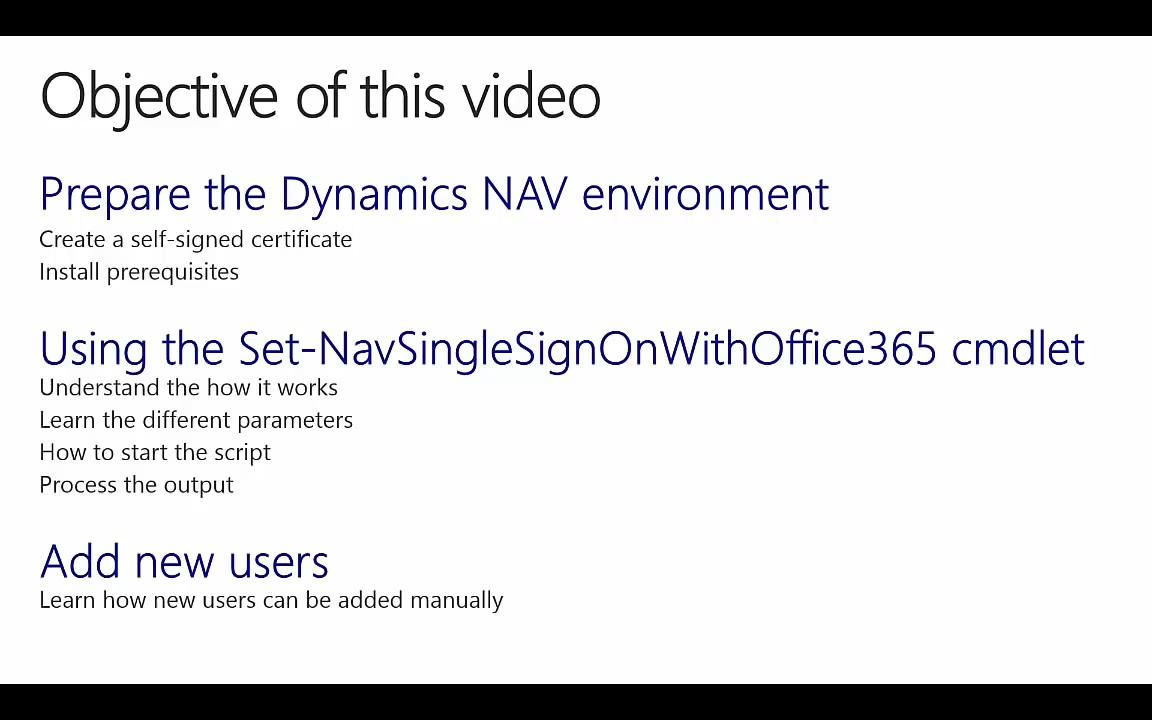 Objective of this video
Prepare the Dynamics NAV environment
Create a self-signed certificate
Install prerequisites
Using the Set-NavSingleSignOnWithOffice365 cmdlet
Understand the how it works
Learn the different parameters
How to start the script
Process the output
Add new users
Learn how new users can be added manually